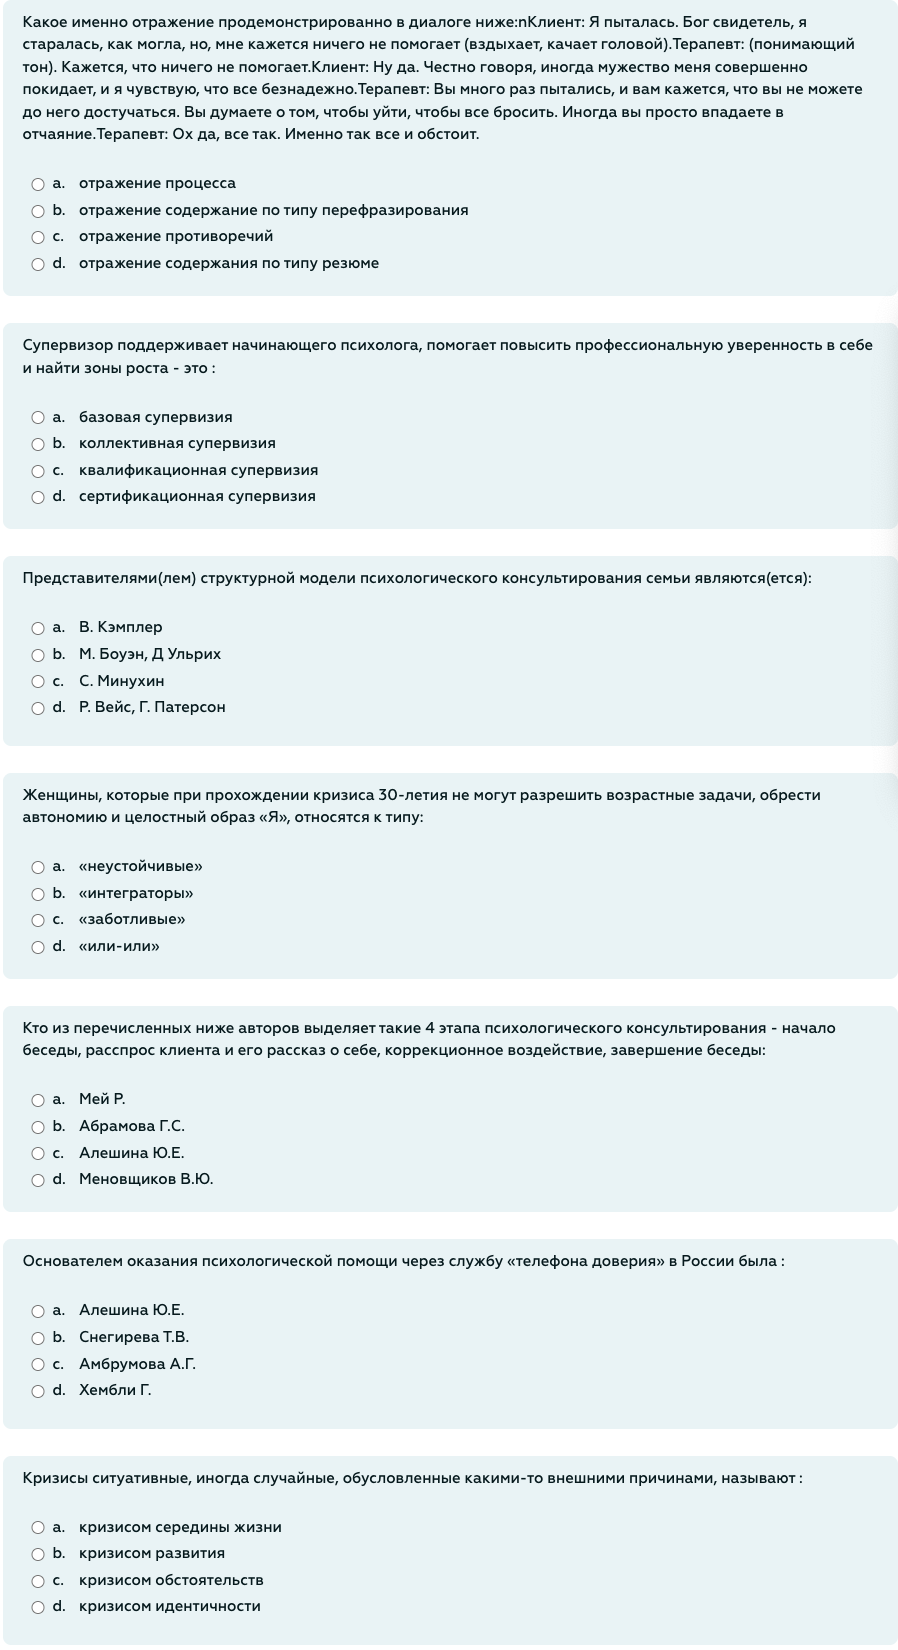 Какое именно отражение продемонстрированно в диалоге ниже:nКлиент: Я пыталась. Бог свидетель, я
старалась, как могла, но, мне кажется ничего не помогает (вздыхает, качает головой).Терапевт: (понимающий
тон). Кажется, что ничего не помогает.Клиент: Ну да. Честно говоря, иногда мужество меня совершенно
покидает, и я чувствую, что все безнадежно.Терапевт: Вы много раз пытались, и вам кажется, что вы не можете
до него достучаться. Вы думаете о том, чтобы уйти, чтобы все бросить. Иногда вы просто впадаете в
отчаяние.Терапевт: Ох да, все так. Именно так все и обстоит.
a. отражение процесса
b. отражение содержание по типу перефразирования
c. отражение противоречий
d. отражение содержания по типу резюме
Супервизор поддерживает начинающего психолога, помогает повысить профессиональную уверенность в себе
и найти зоны роста - это :
a. базовая супервизия
b. коллективная супервизия
c. квалификационная супервизия
d. сертификационная супервизия
Представителями(лем) структурной модели психологического консультирования семьи являются(ется):
a. В. Кэмплер
b. М. Боуэн, Д Ульрих
c. С. Минухин
d. Р. Вейс, Г. Патерсон
Женщины, которые при прохождении кризиса 30-летия не могут разрешить возрастные задачи, обрести
автономию и целостный образ «Я», относятся к типу:
a. «неустойчивые»
b. «интеграторы»
c. «заботливые»
d. «или-или»
Кто из перечисленных ниже авторов выделяет такие 4 этапа психологического консультирования - начало
беседы, расспрос клиента и его рассказ о себе, коррекционное воздействие, завершение беседы:
a. Мей Р.
b. Абрамова Г.С.
c. Алешина Ю.Е.
d. Меновщиков В.Ю.
Основателем оказания психологической помощи через службу «телефона доверия» в России была :
a. Алешина Ю.Е.
b. Снегирева Т.В.
c. Амбрумова А.Г.
d. Хембли Г.
Кризисы ситуативные, иногда случайные, обусловленные какими-то внешними причинами, называют :
a. кризисом середины жизни
b. кризисом развития
c. кризисом обстоятельств
d. кризисом идентичности